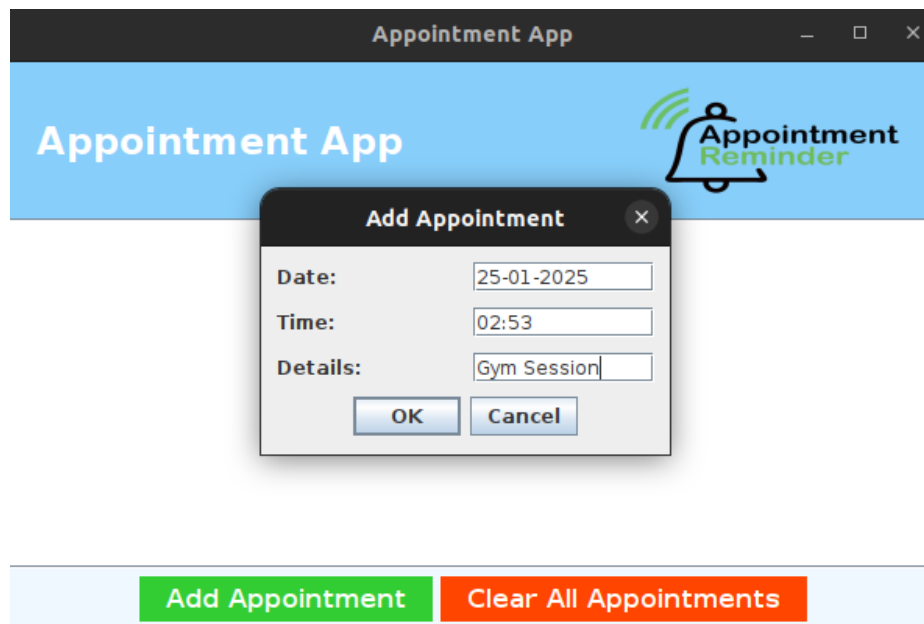 Appointment App
Appointment App
Appointment
Reminder
Add Appointment
Date: 25-01-2025
Time: 02:53
Details: Gym Session
OK Cancel
Add Appointment Clear All Appointments